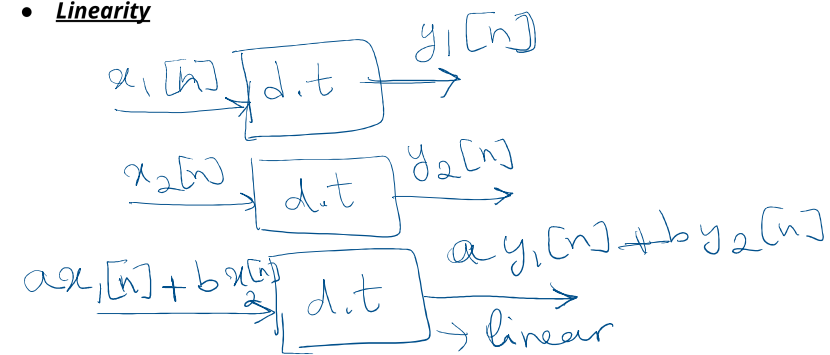 • Linearity
x₁[n] d.t y₁[n]
x₂[n] d.t y₂[n]
ax₁[n]+bx₂[n] d.t ay₁[n]+by₂[n]
→ linear